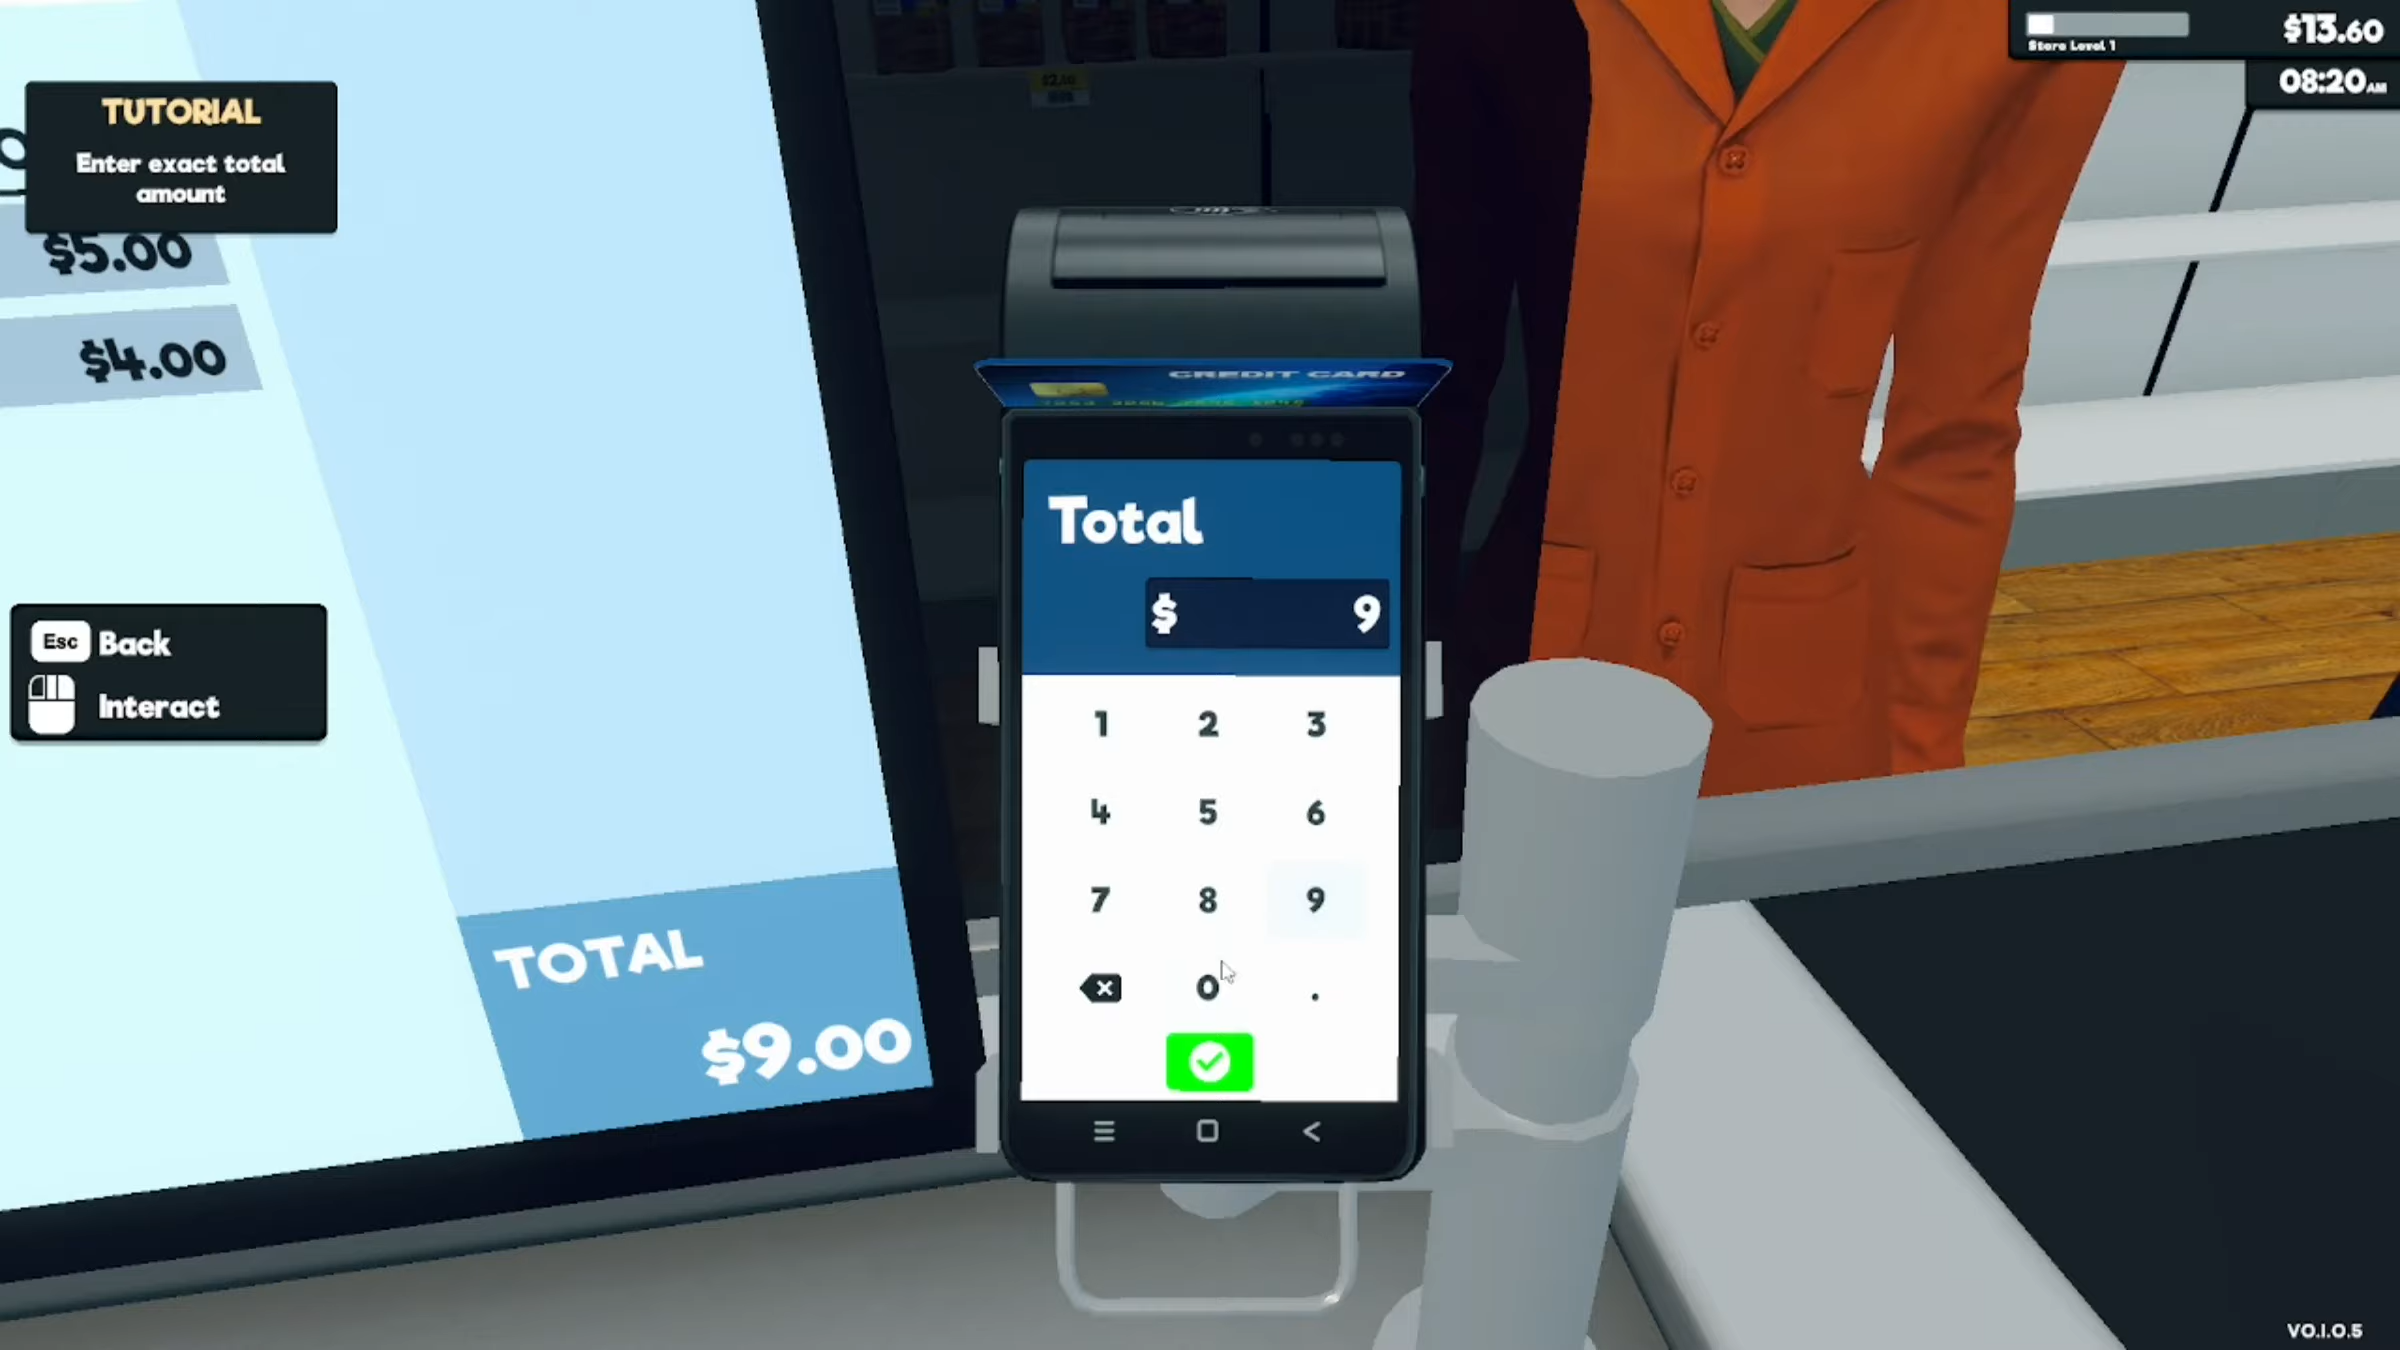 TUTORIAL
Enter exact total
amount
$5.00
$4.00
Esc Back
Interact
TOTAL
$9.00
$2.00
CREDIT CARD
Total
$ 9
1 2 3
4 5 6
7 8 9
0 .
Store Level 1
$13.60
08:20AM
V0.1.0.5